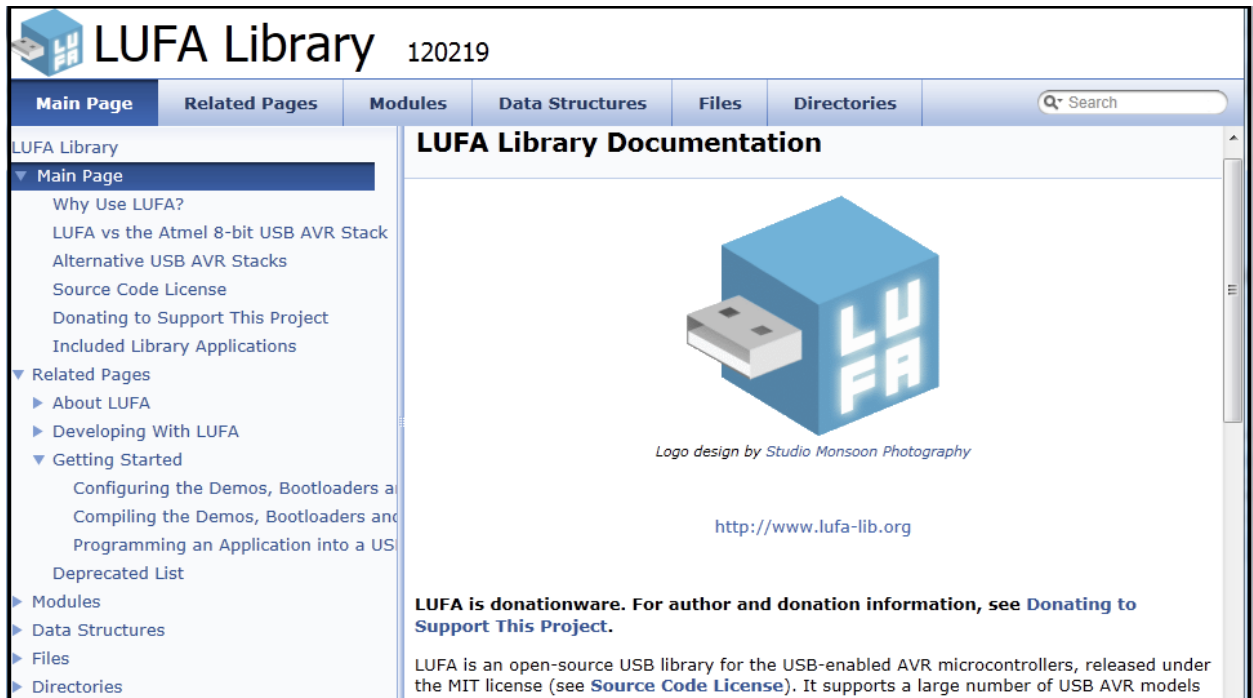 LUFA Library 120219
Main Page Related Pages Modules Data Structures Files Directories Search
LUFA Library
Main Page
Why Use LUFA?
LUFA vs the Atmel 8-bit USB AVR Stack
Alternative USB AVR Stacks
Source Code License
Donating to Support This Project
Included Library Applications
Related Pages
About LUFA
Developing With LUFA
Getting Started
Configuring the Demos, Bootloaders a
Compiling the Demos, Bootloaders and
Programming an Application into a US
Deprecated List
Modules
Data Structures
Files
Directories
LUFA Library Documentation
LU
FA
Logo design by Studio Monsoon Photography
http://www.lufa-lib.org
LUFA is donationware. For author and donation information, see Donating to
Support This Project.
LUFA is an open-source USB library for the USB-enabled AVR microcontrollers, released under
the MIT license (see Source Code License). It supports a large number of USB AVR models